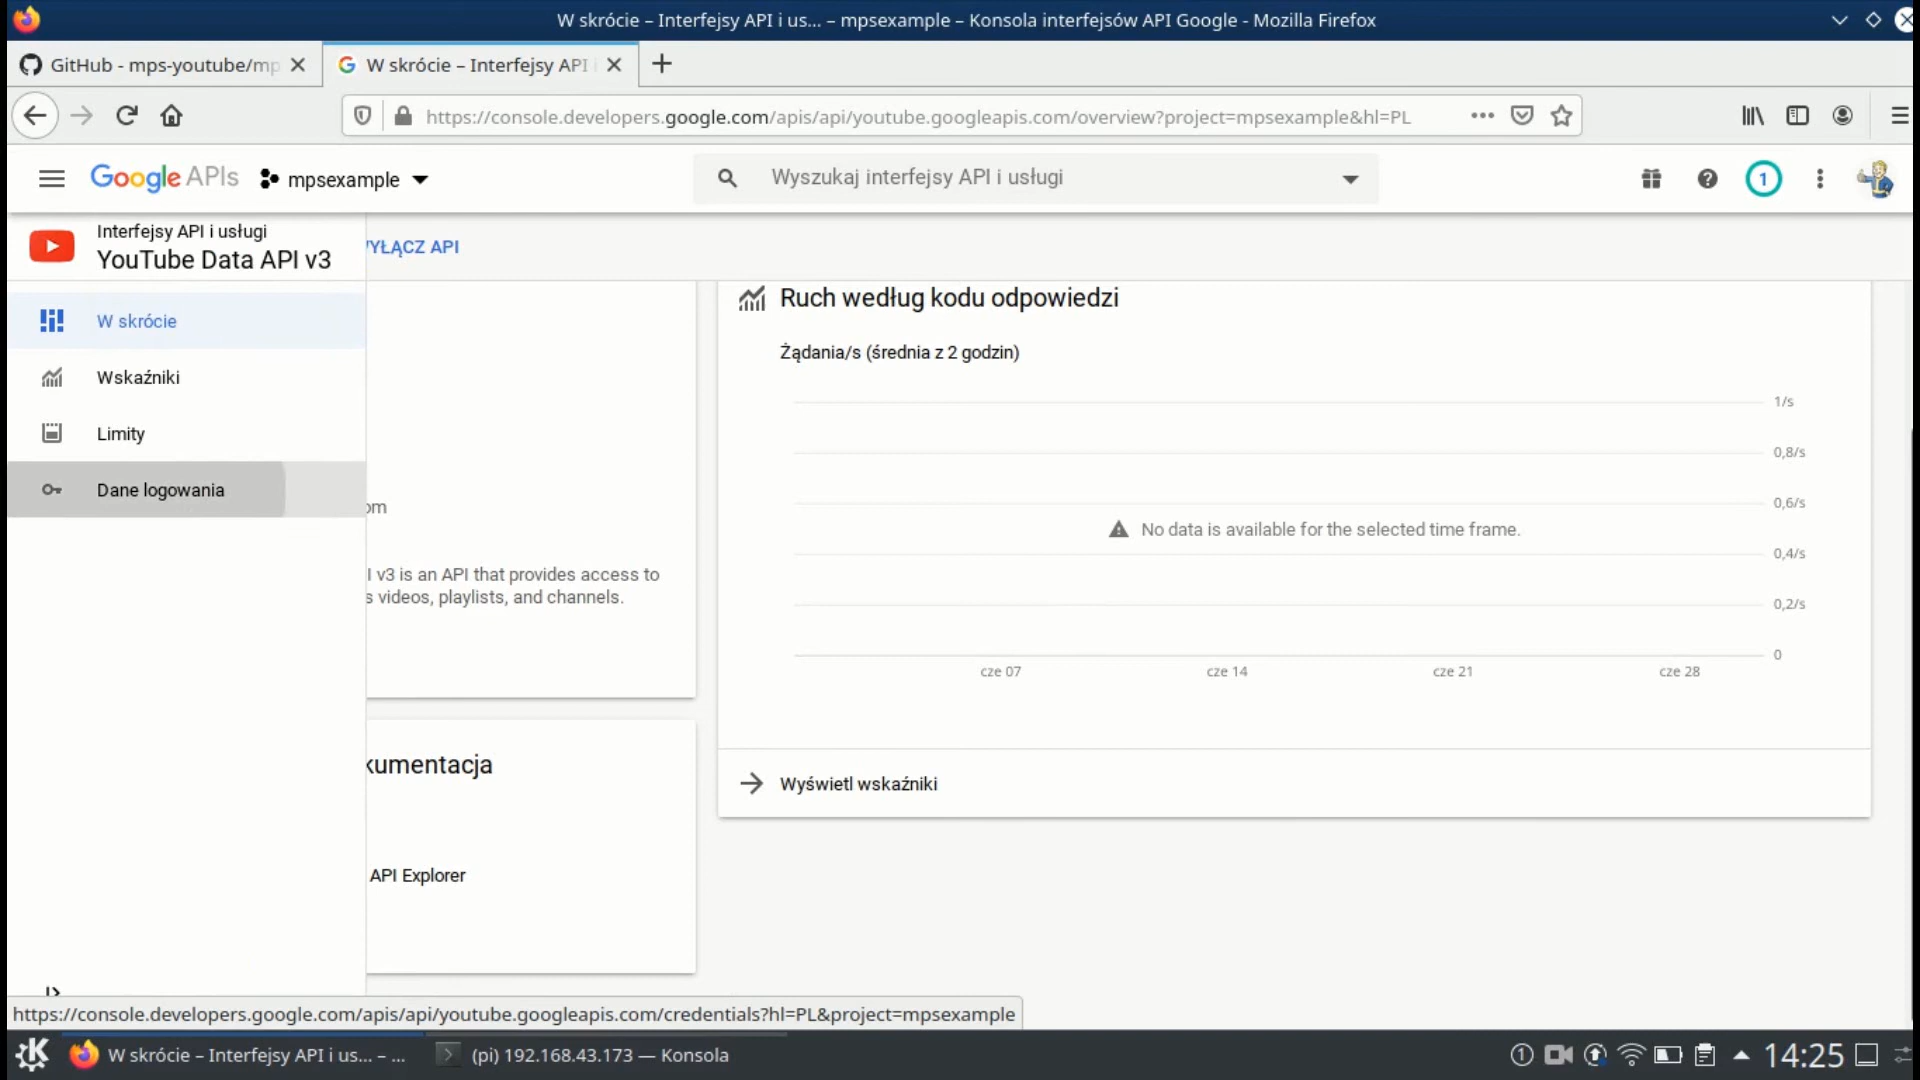 W skrócie – Interfejsy API i us... – mpsexample – Konsola interfejsów API Google - Mozilla Firefox
GitHub - mps-youtube/mp
W skrócie – Interfejsy API
https://console.developers.google.com/apis/api/youtube.googleapis.com/overview?project=mpsexample&hl=PL
Google APIs
mpsexample
Wyszukaj interfejsy API i usługi
1
Interfejsy API i usługi
YouTube Data API v3
YŁĄCZ API
W skrócie
Wskaźniki
Limity
Dane logowania
om
I v3 is an API that provides access to
s videos, playlists, and channels.
kumentacja
API Explorer
Ruch według kodu odpowiedzi
Żądania/s (średnia z 2 godzin)
1/s
0,8/s
0,6/s
No data is available for the selected time frame.
0,4/s
0,2/s
0
cze 07
cze 14
cze 21
cze 28
Wyświetl wskaźniki
https://console.developers.google.com/apis/api/youtube.googleapis.com/credentials?hl=PL&project=mpsexample
W skrócie – Interfejsy API i us... – ...
(pi) 192.168.43.173 — Konsola
1
14:25